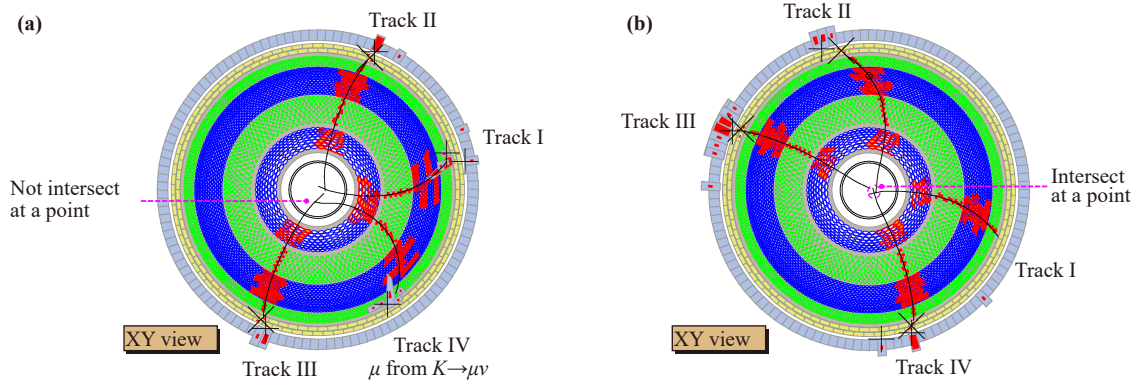 (a)
Track II
Track I
Not intersect
at a point
XY view
Track III
Track IV
μ from K→μν
(b)
Track II
Track III
Intersect
at a point
Track I
XY view
Track IV